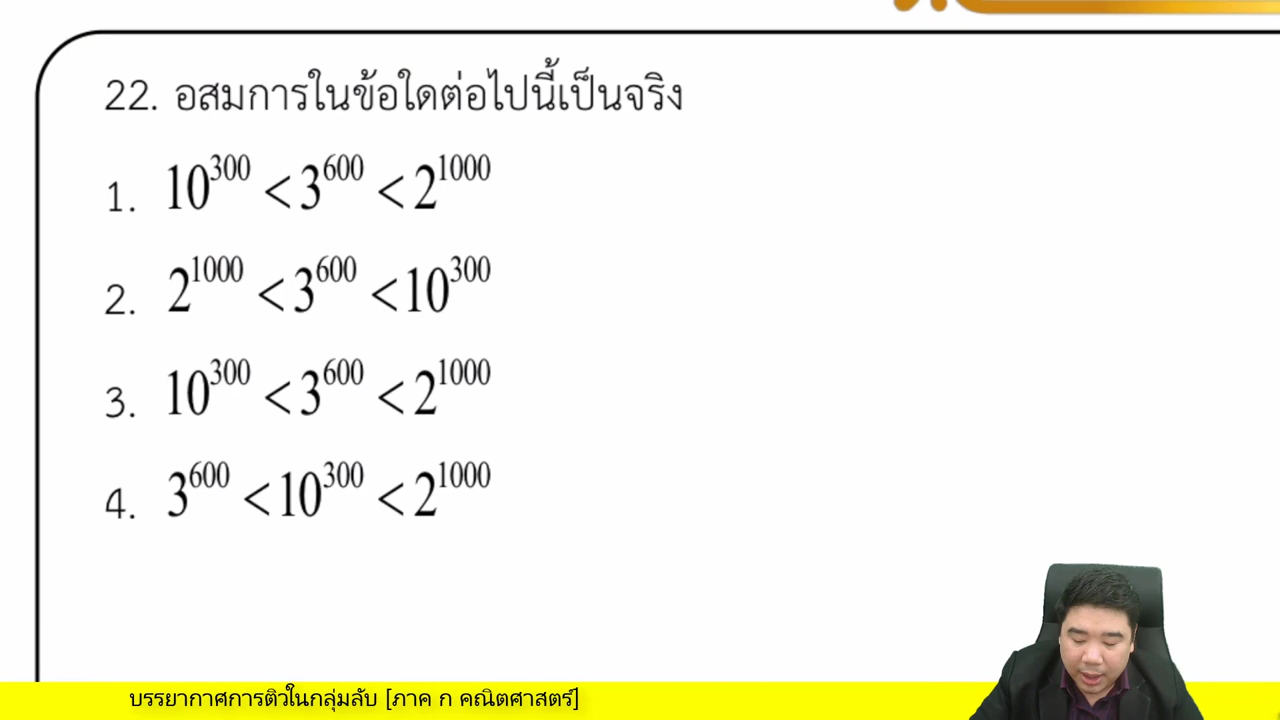 22. อสมการในข้อใดต่อไปนี้เป็นจริง
1. 10^300 < 3^600 < 2^1000
2. 2^1000 < 3^600 < 10^300
3. 10^300 < 3^600 < 2^1000
4. 3^600 < 10^300 < 2^1000
บรรยากาศการติวในกลุ่มลับ [ภาค ก คณิตศาสตร์]